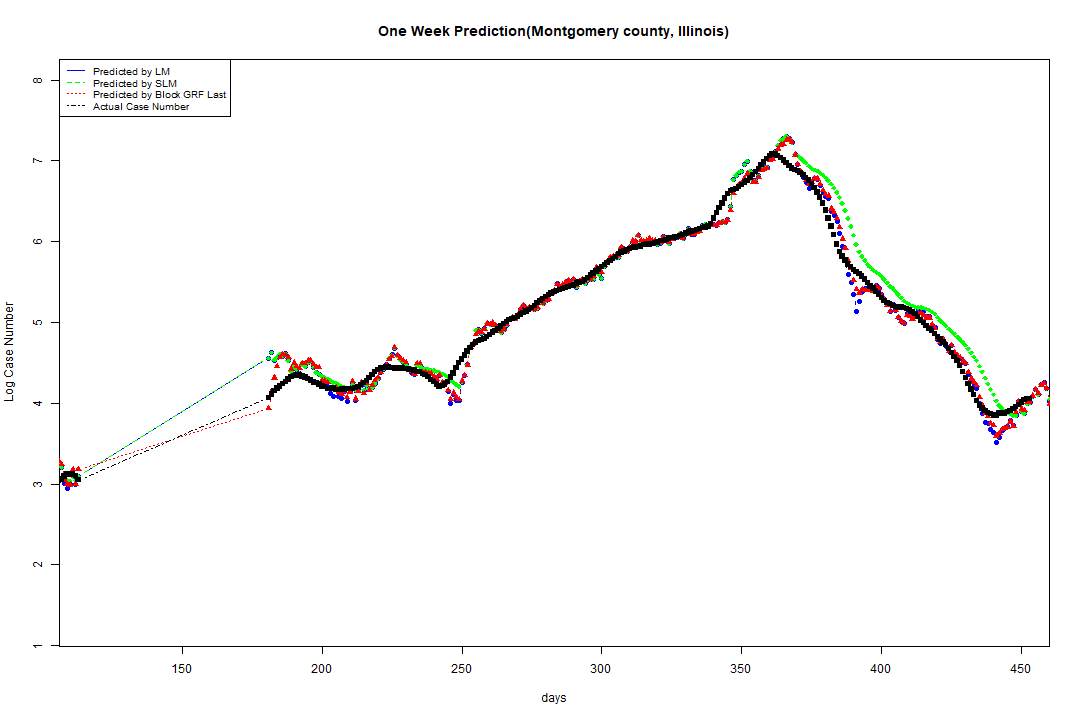 One Week Prediction(Montgomery county, Illinois)
Predicted by LM
Predicted by SLM
Predicted by Block GRF Last
Actual Case Number
8
7
6
5
4
3
2
1
Log Case Number
150 200 250 300 350 400 450
days